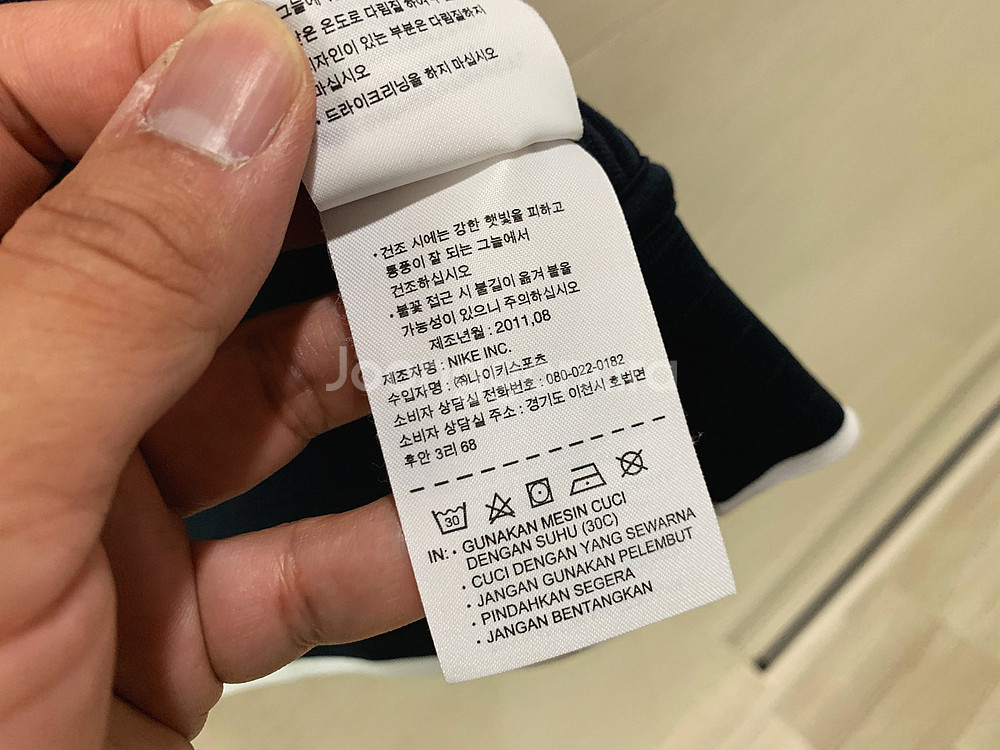 그늘에
낮은 온도로 다림질
디자인이 있는 부분은 다림질하지
마십시오
• 드라이크리닝을 하지 마십시오
• 건조 시에는 강한 햇빛을 피하고
통풍이 잘 되는 그늘에서
건조하십시오
• 불꽃 접근 시 불길이 옮겨 붙을
가능성이 있으니 주의하십시오
제조년월 : 2011,08
제조자명 : NIKE INC.
수입자명 : ㈜나이키스포츠
소비자 상담실 전화번호 : 080-022-0182
소비자 상담실 주소 : 경기도 이천시 호법면
후안 3리 68
30
IN: • GUNAKAN MESIN CUCI
DENGAN SUHU (30C)
• CUCI DENGAN YANG SEWARNA
• JANGAN GUNAKAN PELEMBUT
• PINDAHKAN SEGERA
• JANGAN BENTANGKAN